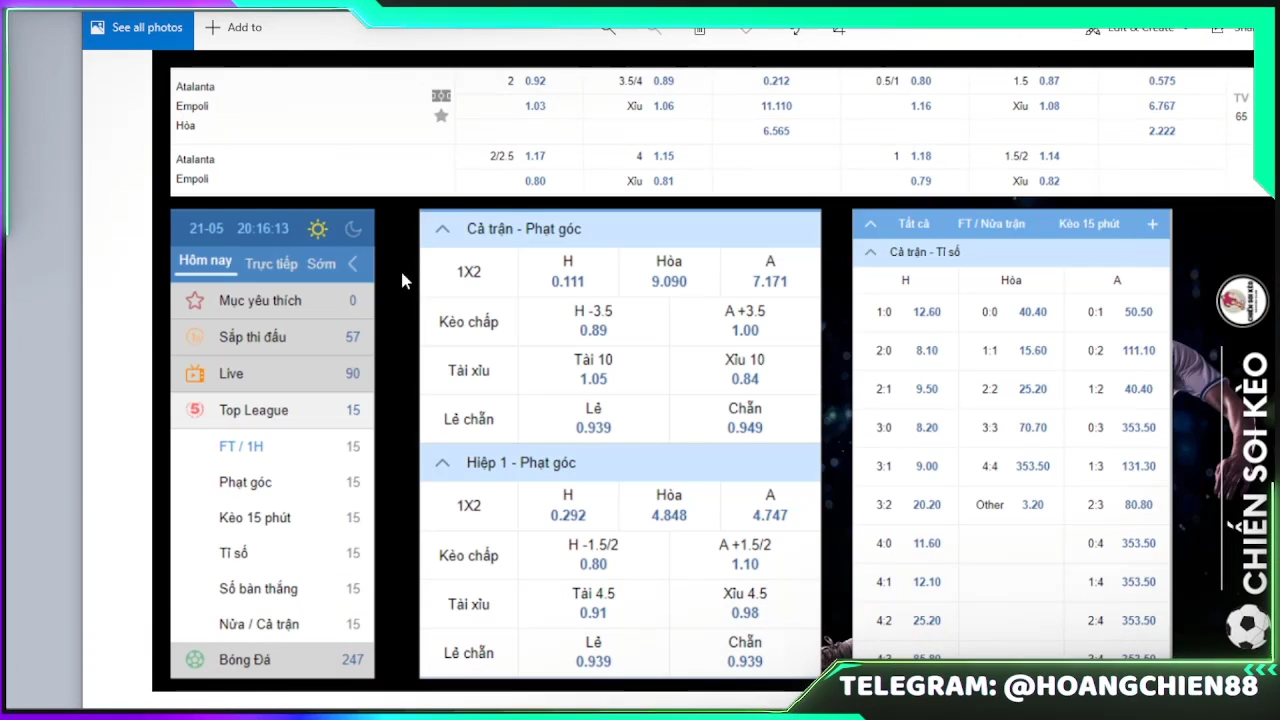 See all photos
Add to
Edit & Create
Atalanta 2 0.92 3.5/4 0.89 0.212 0.5/1 0.80 1.5 0.87 0.575
Empoli 1.03 Xỉu 1.06 11.110 1.16 Xỉu 1.08 6.767
Hòa 6.565 2.222
TV
65
Atalanta 2/2.5 1.17 4 1.15 1 1.18 1.5/2 1.14
Empoli 0.80 Xỉu 0.81 0.79 Xỉu 0.82
21-05 20:16:13
Hôm nay Trực tiếp Sớm
Mục yêu thích 0
Sắp thi đấu 57
Live 90
5 Top League 15
FT / 1H 15
Phạt góc 15
Kèo 15 phút 15
Tỉ số 15
Số bàn thắng 15
Nửa / Cả trận 15
Bóng Đá 247
Cả trận - Phạt góc
H Hòa A
1X2 0.111 9.090 7.171
H -3.5 A +3.5
Kèo chấp 0.89 1.00
Tài 10 Xỉu 10
Tài xỉu 1.05 0.84
Lẻ Chẵn
Lẻ chẵn 0.939 0.949
Hiệp 1 - Phạt góc
H Hòa A
1X2 0.292 4.848 4.747
H -1.5/2 A +1.5/2
Kèo chấp 0.80 1.10
Tài 4.5 Xỉu 4.5
Tài xỉu 0.91 0.98
Lẻ Chẵn
Lẻ chẵn 0.939 0.939
Tất cả FT / Nửa trận Kèo 15 phút +
Cả trận - Tỉ số
H Hòa A
1:0 12.60 0:0 40.40 0:1 50.50
2:0 8.10 1:1 15.60 0:2 111.10
2:1 9.50 2:2 25.20 1:2 40.40
3:0 8.20 3:3 70.70 0:3 353.50
3:1 9.00 4:4 353.50 1:3 131.30
3:2 20.20 Other 3.20 2:3 80.80
4:0 11.60 0:4 353.50
4:1 12.10 1:4 353.50
4:2 25.20 2:4 353.50
CHIẾN SOI KÈO
TELEGRAM: @HOANGCHIEN88